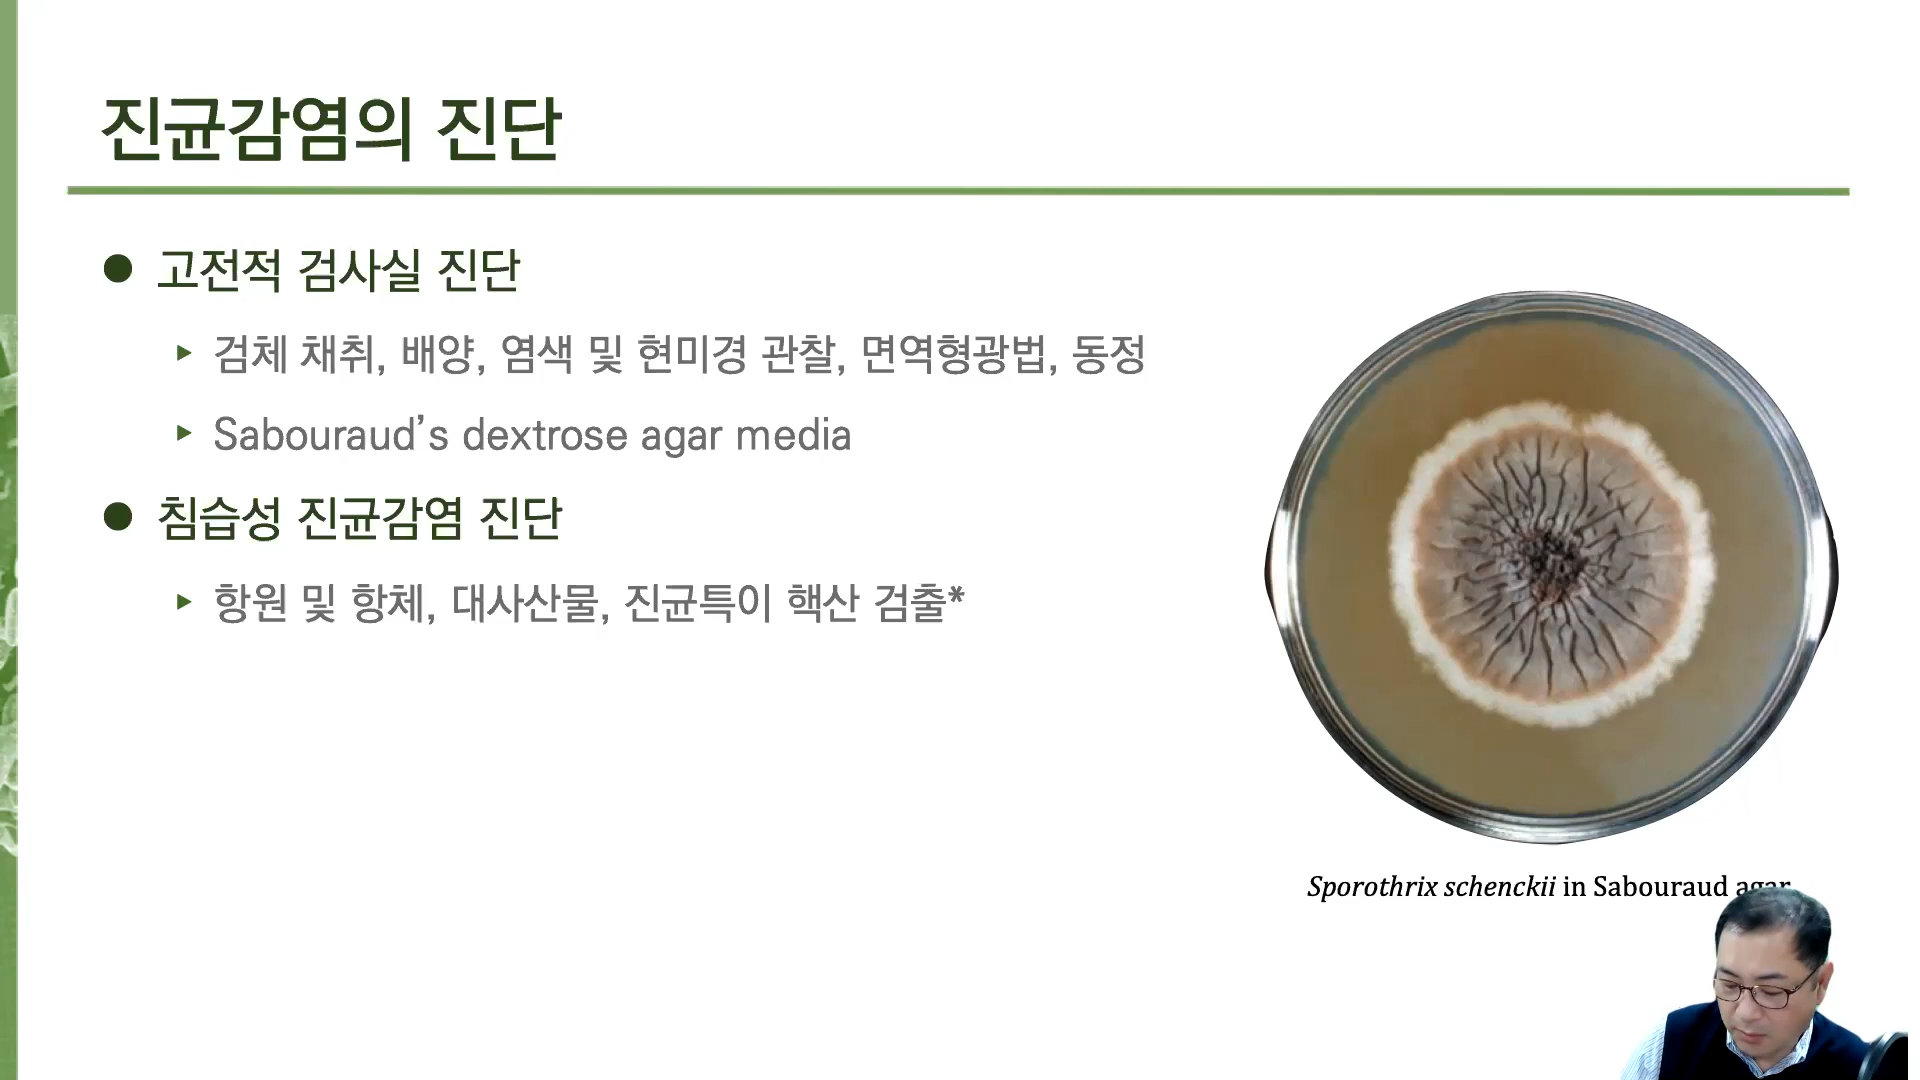 진균감염의 진단
● 고전적 검사실 진단
▸ 검체 채취, 배양, 염색 및 현미경 관찰, 면역형광법, 동정
▸ Sabouraud’s dextrose agar media
● 침습성 진균감염 진단
▸ 항원 및 항체, 대사산물, 진균특이 핵산 검출*
Sporothrix schenckii in Sabouraud agar